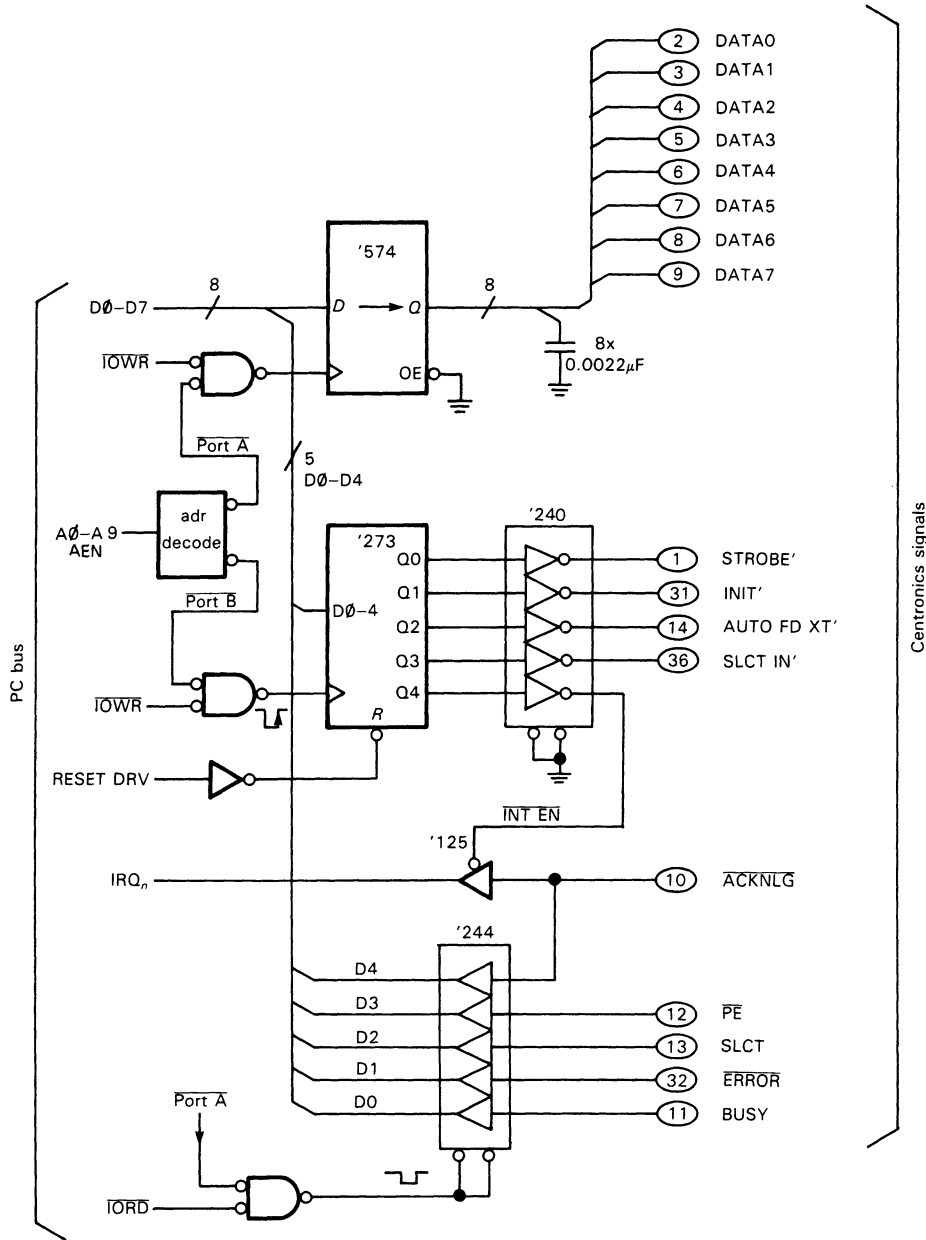 2 DATA0
3 DATA1
4 DATA2
5 DATA3
6 DATA4
7 DATA5
8 DATA6
9 DATA7
'574
8
8
DØ–D7
D
Q
IOWR
OE
8x
0.0022µF
Port A
5
DØ–D4
AØ–A9
AEN
adr
decode
Port B
IOWR
'273
Q0
Q1
DØ–4
Q2
Q3
Q4
R
'240
1 STROBE'
31 INIT'
14 AUTO FD XT'
36 SLCT IN'
RESET DRV
INT EN
'125
IRQn
10 ACKNLG
'244
D4
D3
D2
D1
D0
12 PE
13 SLCT
32 ERROR
11 BUSY
Port A
IORD
PC bus
Centronics signals